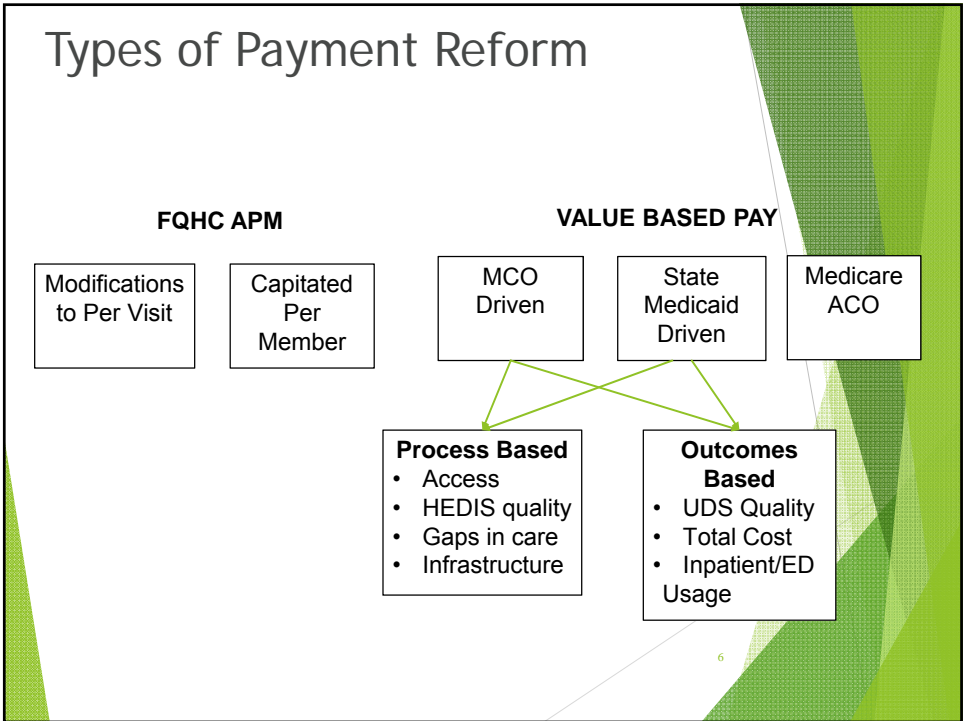 Types of Payment Reform
FQHC APM
VALUE BASED PAY
Modifications
to Per Visit
Capitated
Per
Member
MCO
Driven
State
Medicaid
Driven
Medicare
ACO
Process Based
• Access
• HEDIS quality
• Gaps in care
• Infrastructure
Outcomes
Based
• UDS Quality
• Total Cost
• Inpatient/ED
Usage
6